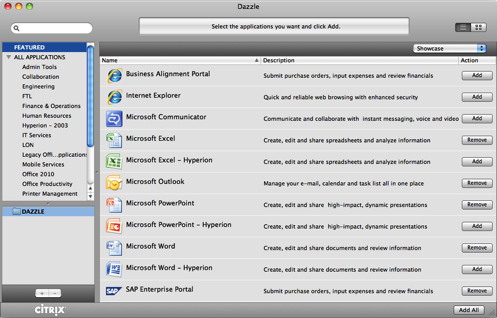 Dazzle
Select the applications you want and click Add.
FEATURED
ALL APPLICATIONS
Admin Tools
Collaboration
Engineering
FTL
Finance & Operations
Human Resources
Hyperion - 2003
IT Services
LON
Legacy Offi...pplications
Mobile Services
Office 2010
Office Productivity
Printer Management
DAZZLE
CITRIX
Showcase
Name Description Action
Business Alignment Portal Submit purchase orders, input expenses and review financials Add
Internet Explorer Quick and reliable web browsing with enhanced security Add
Microsoft Communicator Communicate and collaborate with instant messaging, voice and video Add
Microsoft Excel Create, edit and share spreadsheets and analyze information Remove
Microsoft Excel - Hyperion Create, edit and share spreadsheets and analyze information Add
Microsoft Outlook Manage your e-mail, calendar and task list all in one place Remove
Microsoft PowerPoint Create, edit and share high-impact, dynamic presentations Remove
Microsoft PowerPoint - Hyperion Create, edit and share high-impact, dynamic presentations Add
Microsoft Word Create, edit and share documents and review information Remove
Microsoft Word - Hyperion Create, edit and share documents and review information Add
SAP Enterprise Portal Submit purchase orders, input expenses and review financials Remove
SAP
Add All